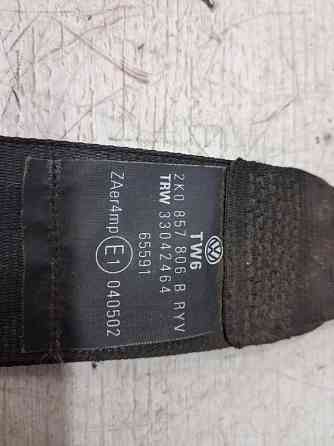 TW6
2K0 857 806 B RYV
TRW 33042464
65591
ZAer4mp E1 040502